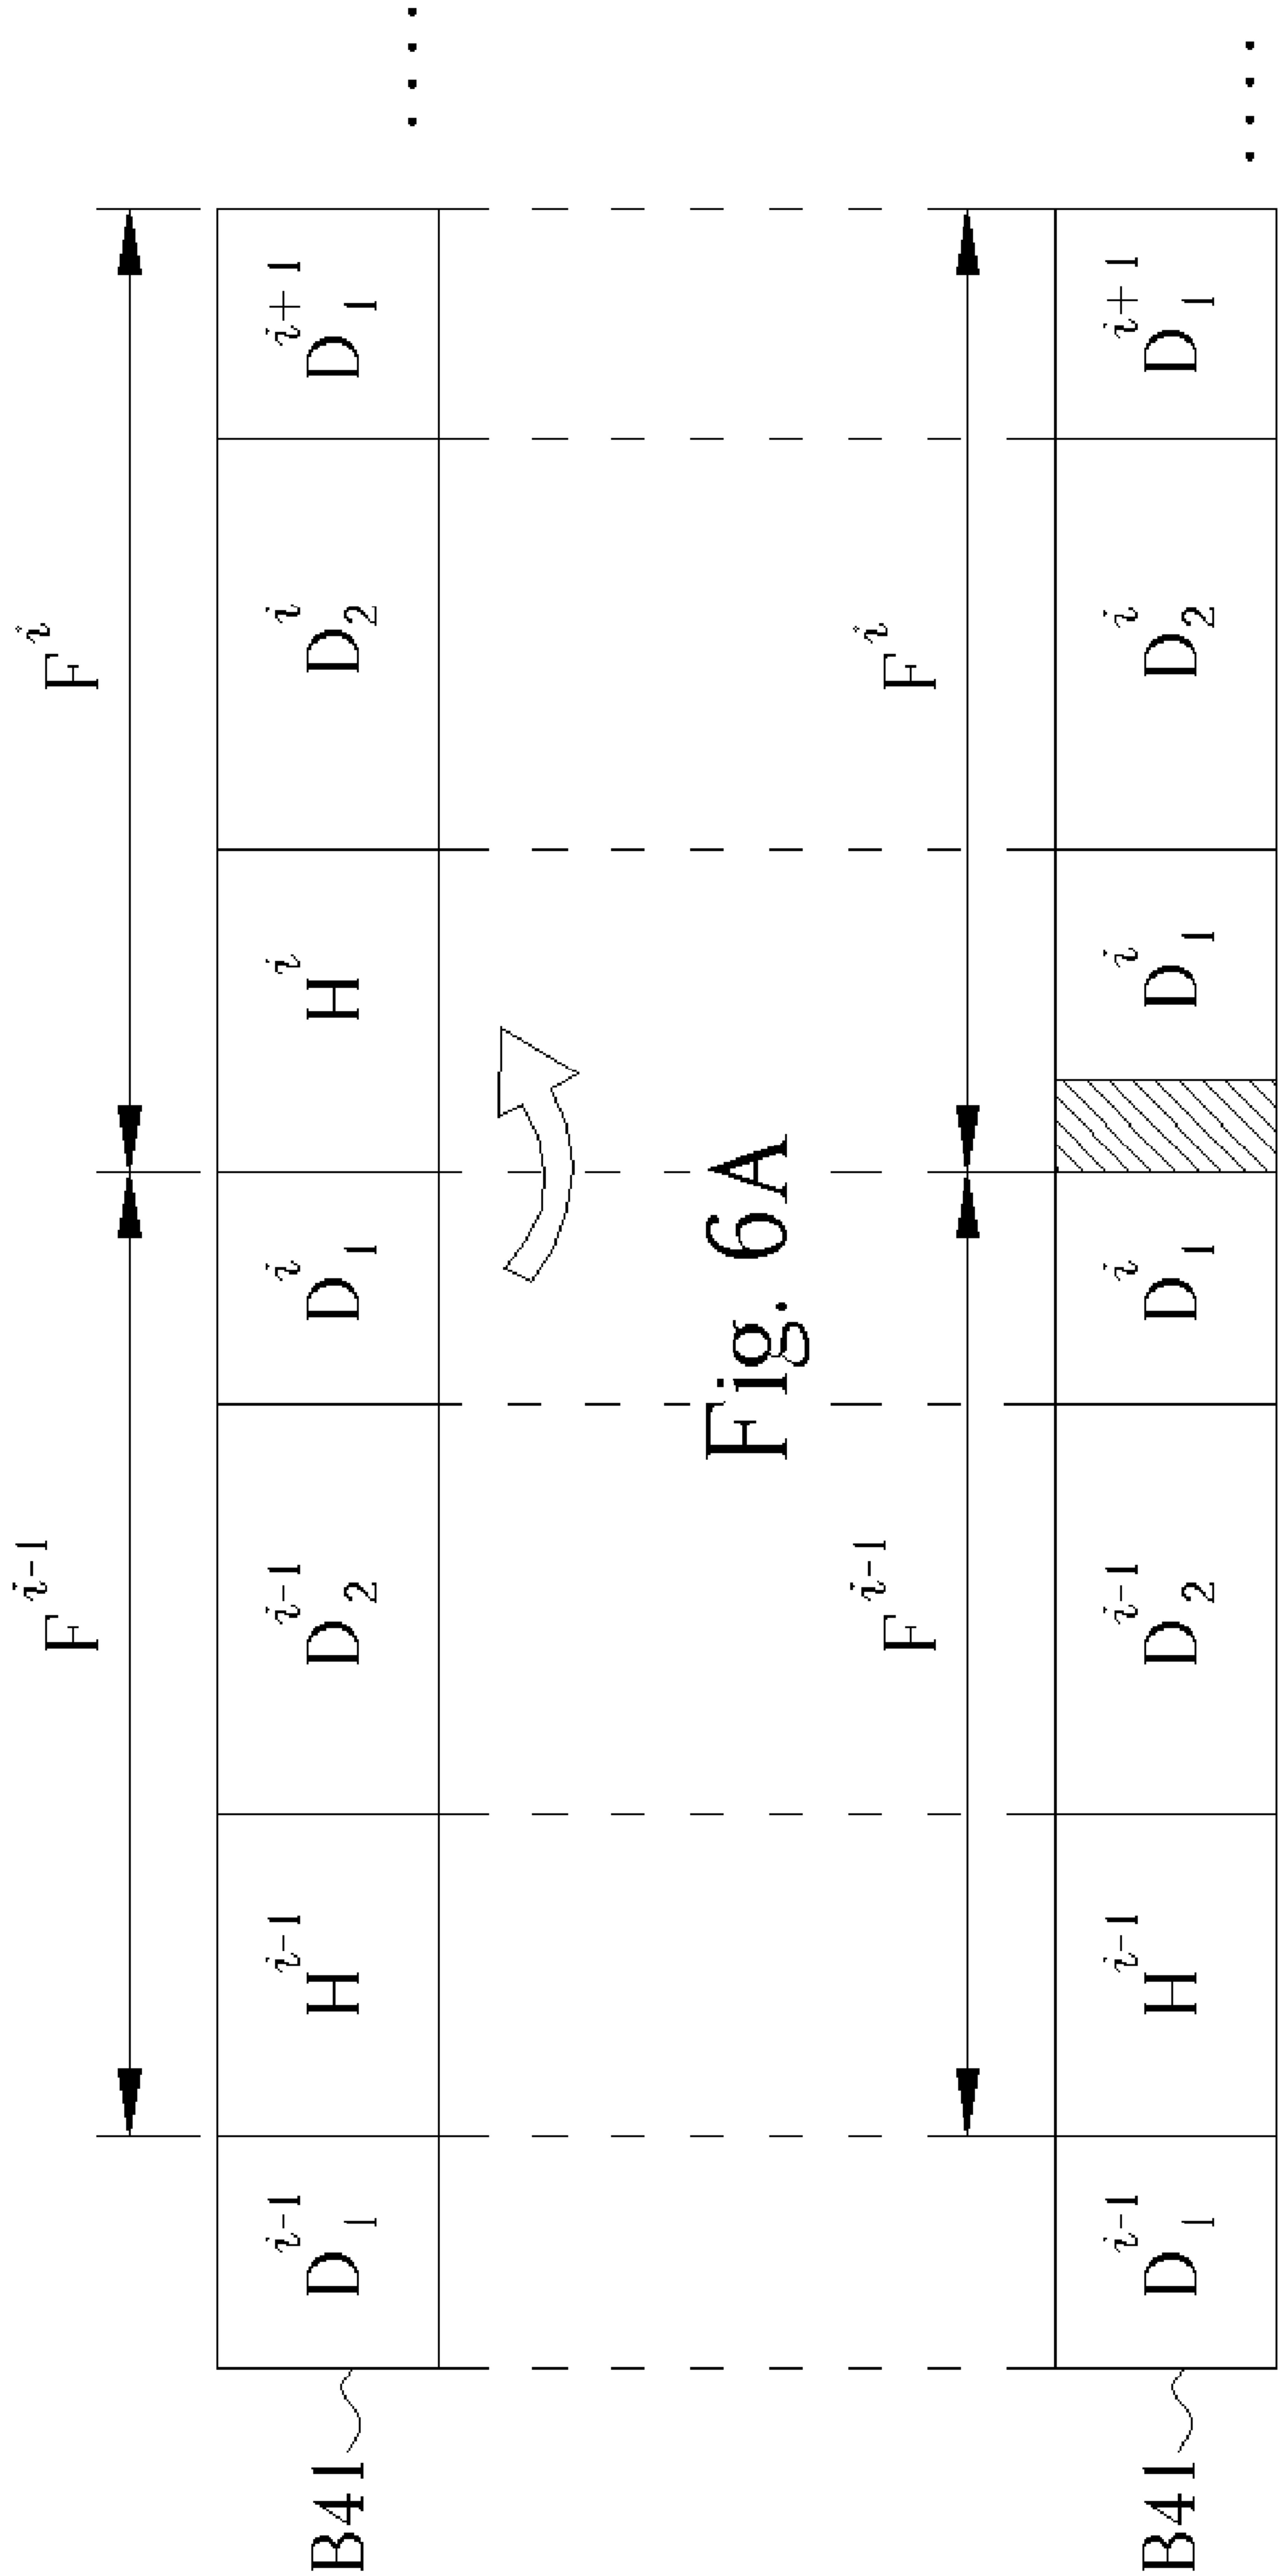 F^{i-1} F^{i}
B41 D_1^{i-1} H^{i-1} D_2^{i-1} D_1^{i} H^{i} D_2^{i} D_1^{i+1} ....
Fig. 6A
F^{i-1} F^{i}
B41 D_1^{i-1} H^{i-1} D_2^{i-1} D_1^{i} D_1^{i} D_2^{i} D_1^{i+1} ....